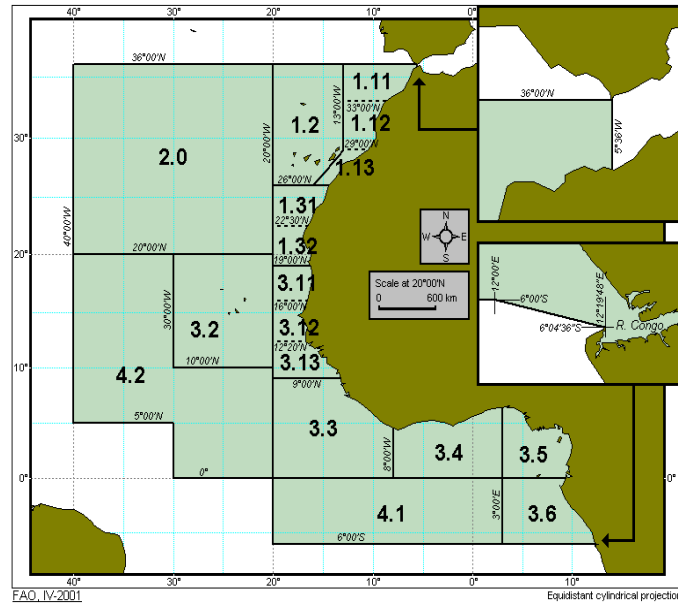 40° 30° 20° 10° 0° 10°
36°00'N
1.11
36°00'N
33°00'N
13°00'W
1.2
1.12
5°36'W
30°
20°00'W
29°00'N
30°
2.0
1.13
26°00'N
1.31
40°00'W
22°30'N
N
W E
S
1.32
20°
20°00'N
19°00'N
12°00'E
12°19'48"E
3.11
Scale at 20°00'N
0 600 km
6°00'S
30°00'W
16°00'N
3.2
3.12
6°04'36"S
R. Congo
12°20'N
10°
10°00'N
3.13
4.2
9°00'N
5°00'N
3.3
8°00'W
3.4
3.5
0°
0°
0°
3°00'E
4.1
3.6
6°00'S
40° 30° 20° 10° 0° 10°
FAO, IV-2001
Equidistant cylindrical projection